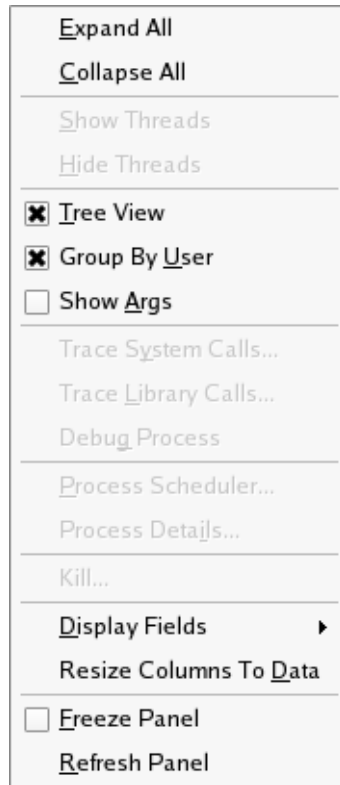 Expand All
Collapse All
Show Threads
Hide Threads
Tree View
Group By User
Show Args
Trace System Calls...
Trace Library Calls...
Debug Process
Process Scheduler...
Process Details...
Kill...
Display Fields
Resize Columns To Data
Freeze Panel
Refresh Panel